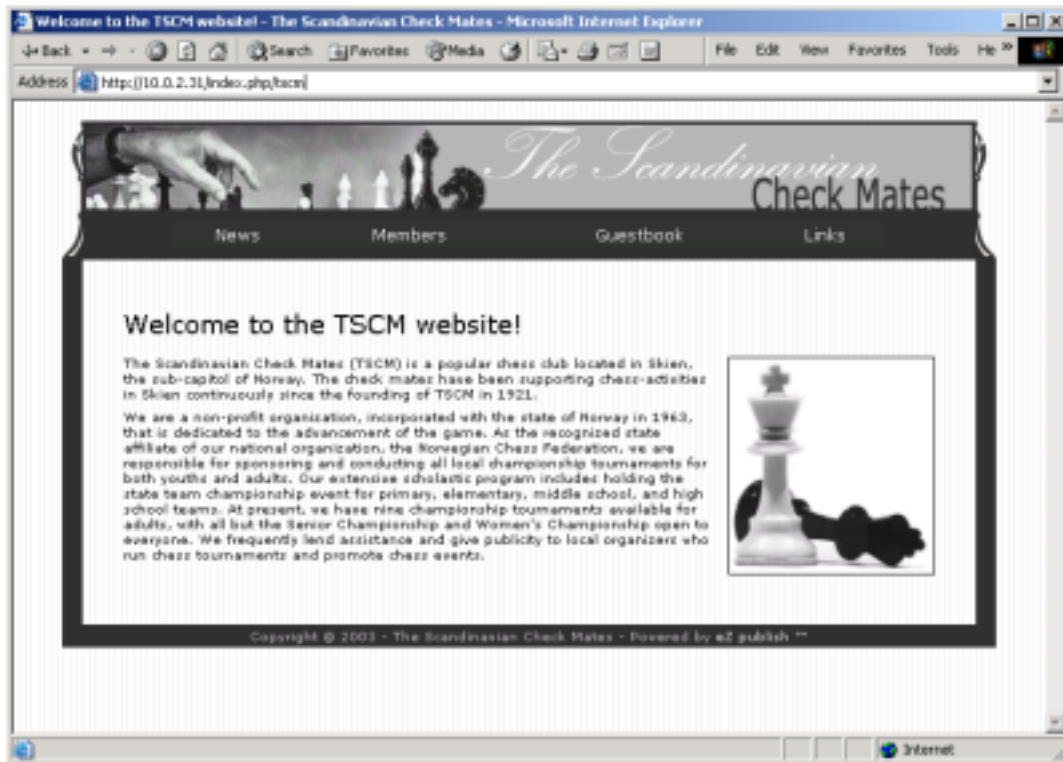 Welcome to the TSCM website! - The Scandinavian Check Mates - Microsoft Internet Explorer
Back Search Favorites Media File Edit View Favorites Tools He »
Address http://10.0.2.31/index.php/tscm
The Scandinavian
Check Mates
News Members Guestbook Links
Welcome to the TSCM website!
The Scandinavian Check Mates (TSCM) is a popular chess club located in Skien,
the sub-capitol of Norway. The check mates have been supporting chess-activities
in Skien continuously since the founding of TSCM in 1921.
We are a non-profit organization, incorporated with the state of Norway in 1963,
that is dedicated to the advancement of the game. As the recognized state
affiliate of our national organization, the Norwegian Chess Federation, we are
responsible for sponsoring and conducting all local championship tournaments for
both youths and adults. Our extensive scholastic program includes holding the
state team championship event for primary, elementary, middle school, and high
school teams. At present, we have nine championship tournaments available for
adults, with all but the Senior Championship and Women's Championship open to
everyone. We frequently lend assistance and give publicity to local organizers who
run chess tournaments and promote chess events.
Copyright © 2003 - The Scandinavian Check Mates - Powered by eZ publish ™
Internet